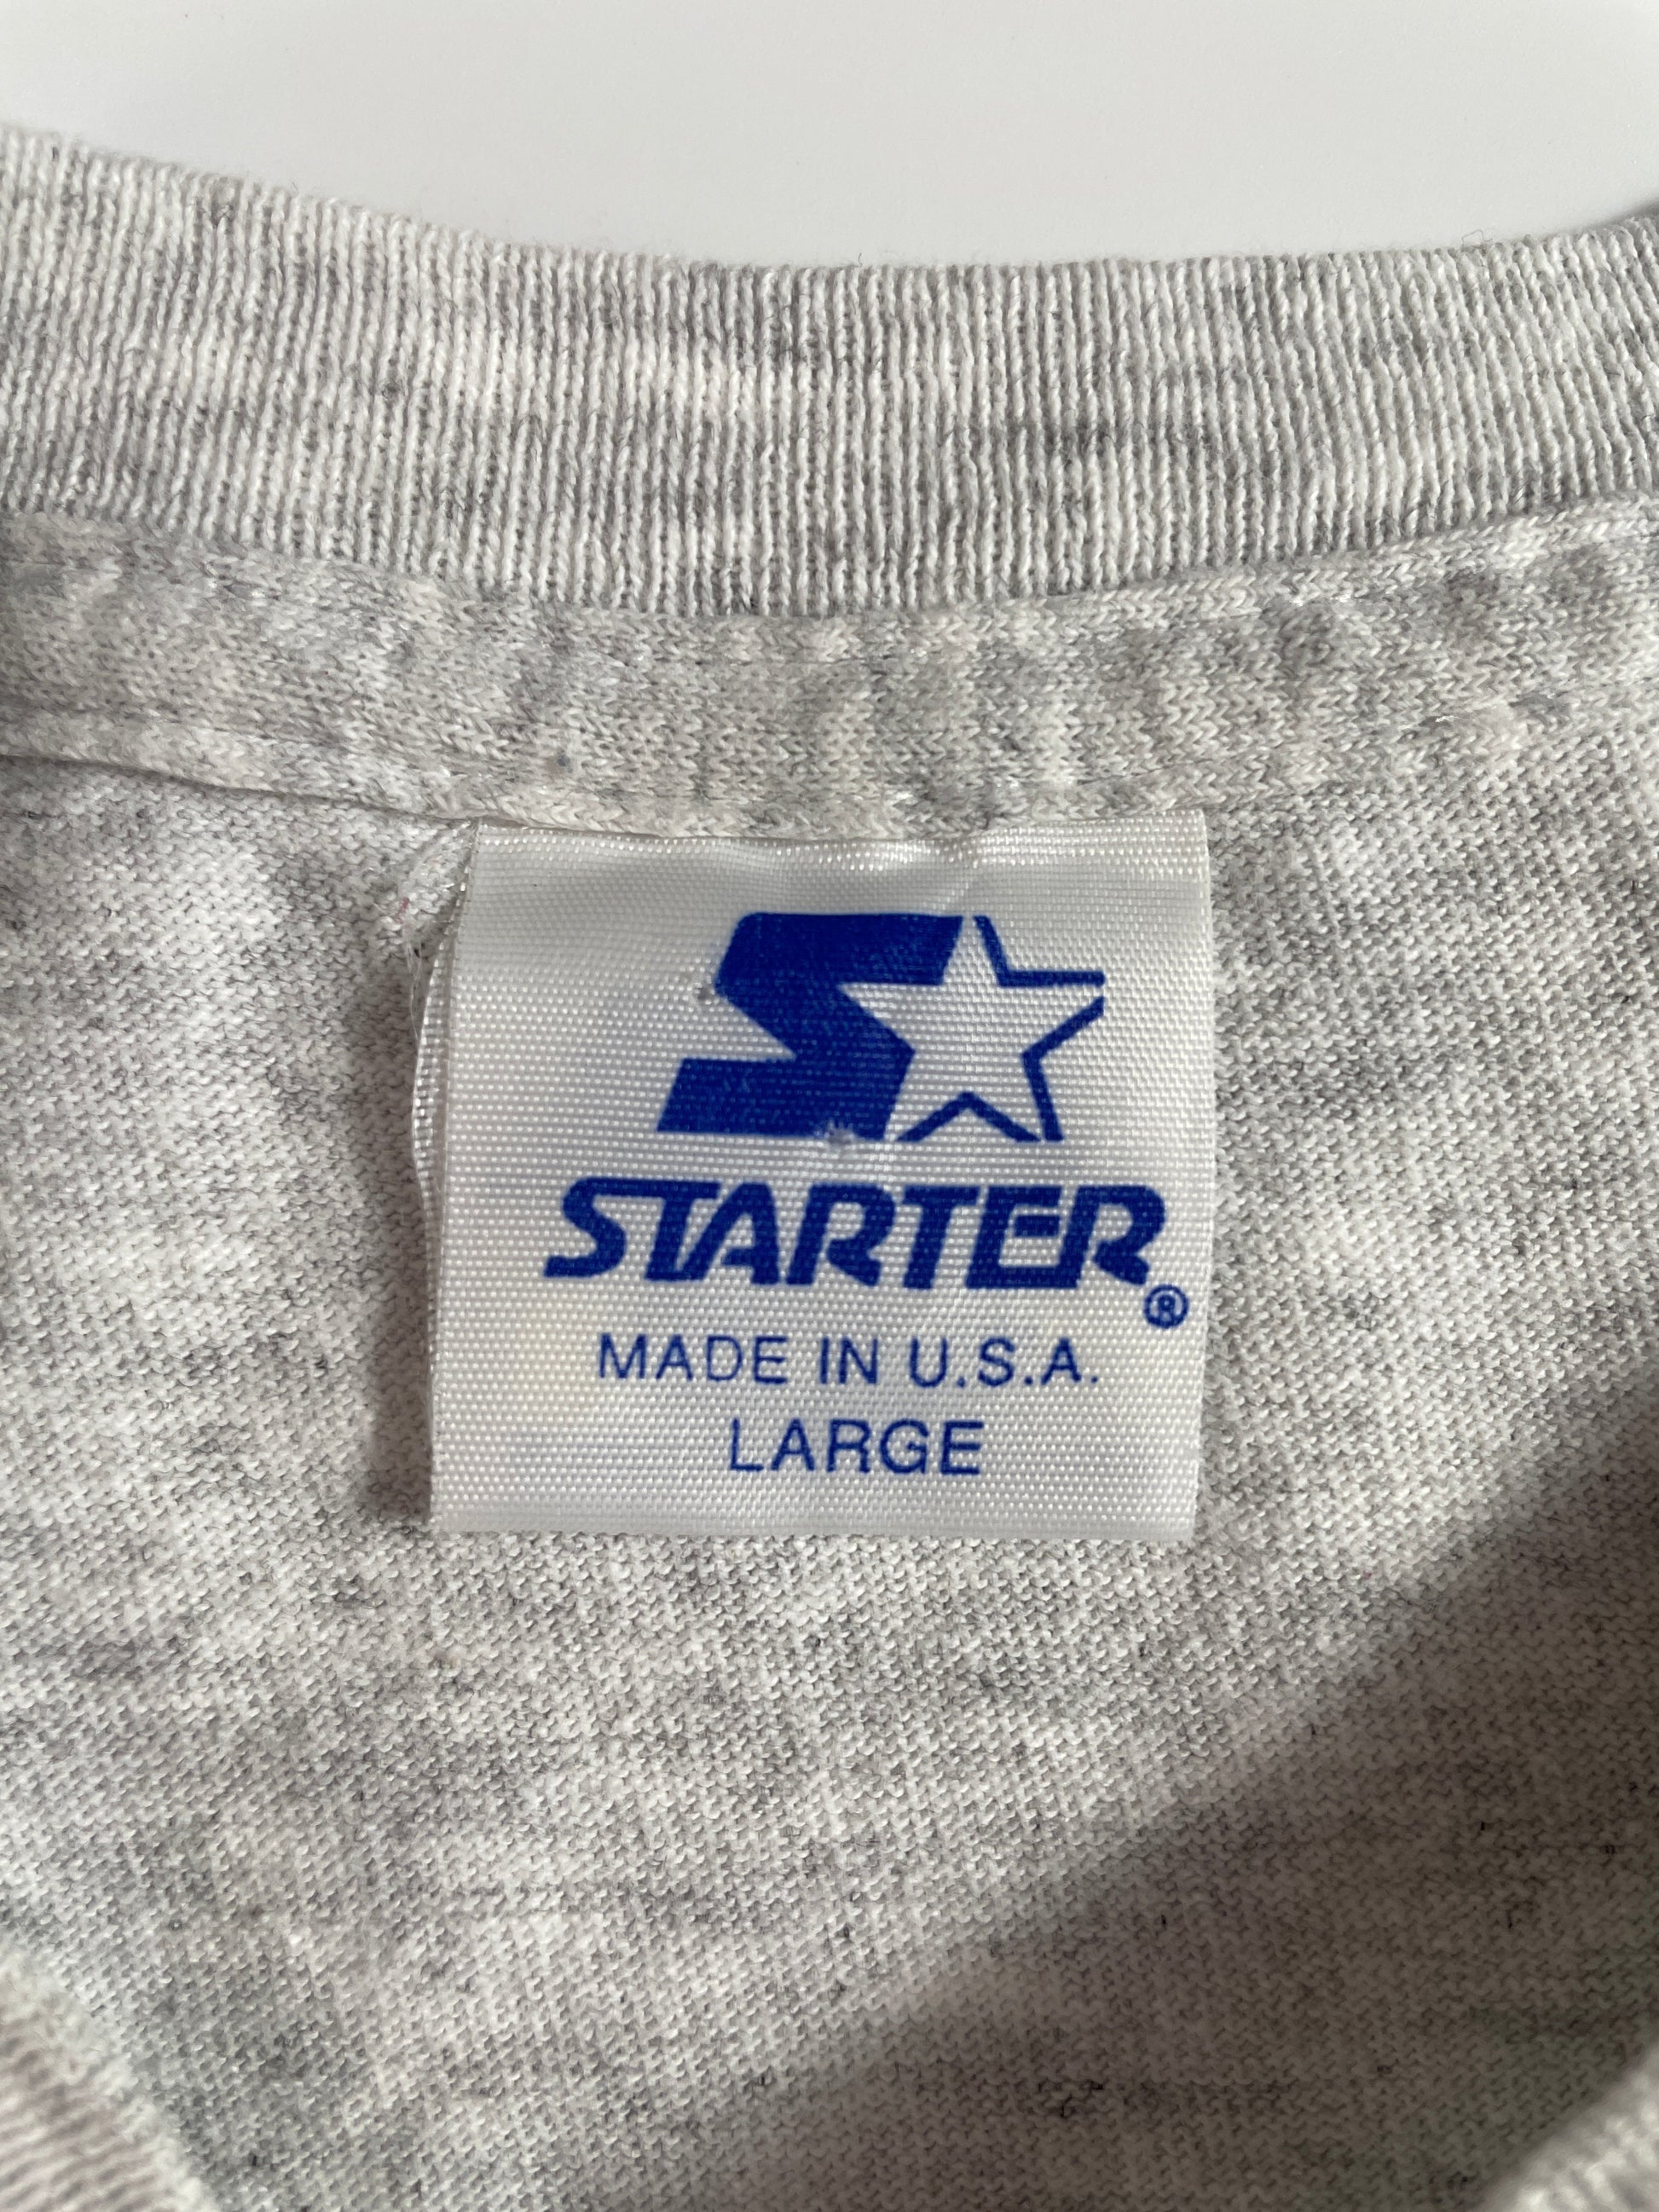 S
STARTER®
MADE IN U.S.A.
LARGE